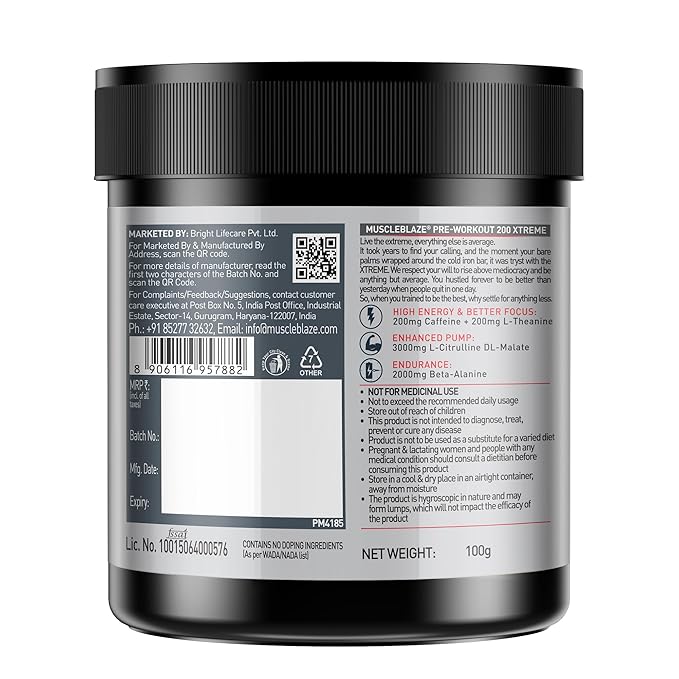 MARKETED BY: Bright Lifecare Pvt. Ltd.
For Marketed By & Manufactured By
Address, scan the QR code.
For more details of manufacturer, read the
first two characters of the Batch No. and
scan the QR Code.
For Complaints/Feedback/Suggestions, contact customer
care executive at Post Box No. 5, India Post Office, Industrial
Estate, Sector-14, Gurugram, Haryana-122007, India
Ph.: +91 85277 32632, Email: info@muscleblaze.com
8 906116 957882
7
OTHER
MRP ₹:
(incl. of all
taxes)
Batch No.:
Mfg. Date:
Expiry:
PM4185
fssai
Lic. No. 10015064000576
CONTAINS NO DOPING INGREDIENTS
(As per WADA/NADA list)
MUSCLEBLAZE® PRE-WORKOUT 200 XTREME
Live the extreme, everything else is average.
It took years to find your calling, and the moment your bare
palms wrapped around the cold iron bar, it was tryst with the
XTREME. We respect your will to rise above mediocracy and be
anything but average. You hustled forever to be better than
yesterday when people quit in one day.
So, when you trained to be the best, why settle for anything less.
HIGH ENERGY & BETTER FOCUS:
200mg Caffeine + 200mg L-Theanine
ENHANCED PUMP:
3000mg L-Citrulline DL-Malate
ENDURANCE:
2000mg Beta-Alanine
• NOT FOR MEDICINAL USE
• Not to exceed the recommended daily usage
• Store out of reach of children
• This product is not intended to diagnose, treat,
prevent or cure any disease
• Product is not to be used as a substitute for a varied diet
• Pregnant & lactating women and people with any
medical condition should consult a dietitian before
consuming this product
• Store in a cool & dry place in an airtight container,
away from moisture
• The product is hygroscopic in nature and may
form lumps, which will not impact the efficacy of
the product
NET WEIGHT: 100g